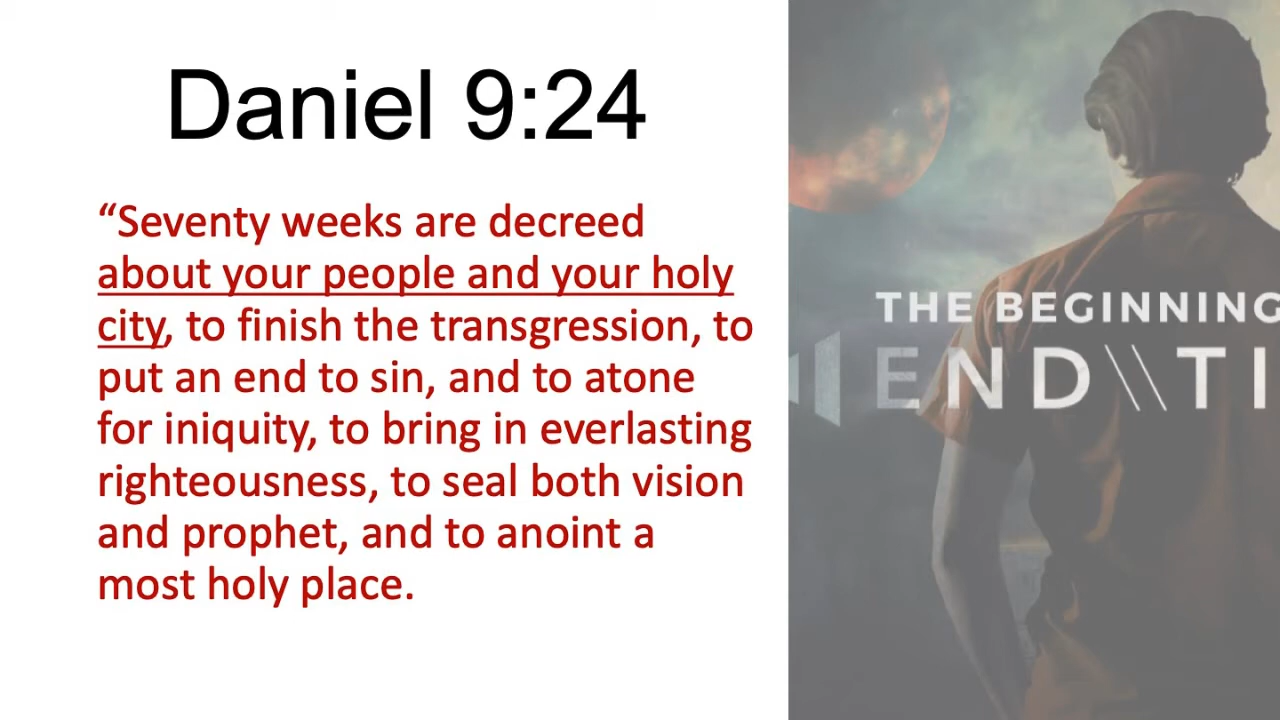 Daniel 9:24
“Seventy weeks are decreed
about your people and your holy
city, to finish the transgression, to
put an end to sin, and to atone
for iniquity, to bring in everlasting
righteousness, to seal both vision
and prophet, and to anoint a
most holy place.
THE BEGINNING
END\\TI